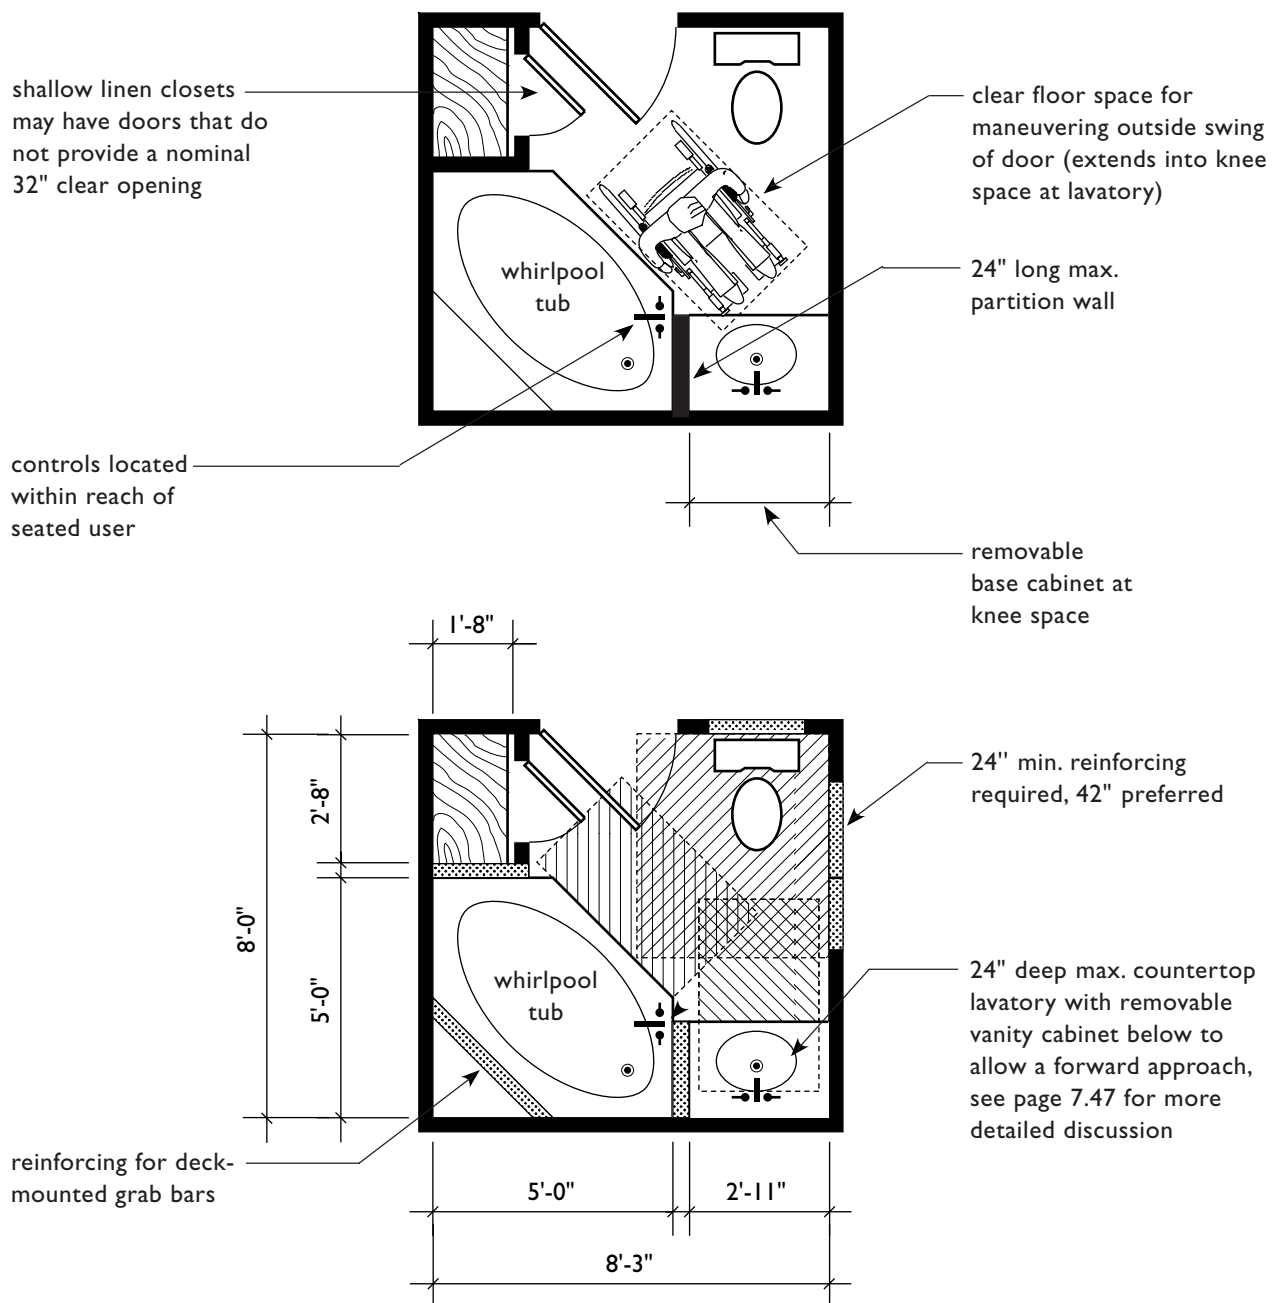 shallow linen closets
may have doors that do
not provide a nominal
32" clear opening
clear floor space for
maneuvering outside swing
of door (extends into knee
space at lavatory)
whirlpool
tub
24" long max.
partition wall
controls located
within reach of
seated user
removable
base cabinet at
knee space
1'-8"
2'-8"
8'-0"
5'-0"
24'' min. reinforcing
required, 42" preferred
whirlpool
tub
24" deep max. countertop
lavatory with removable
vanity cabinet below to
allow a forward approach,
see page 7.47 for more
detailed discussion
reinforcing for deck-
mounted grab bars
5'-0"
2'-11"
8'-3"